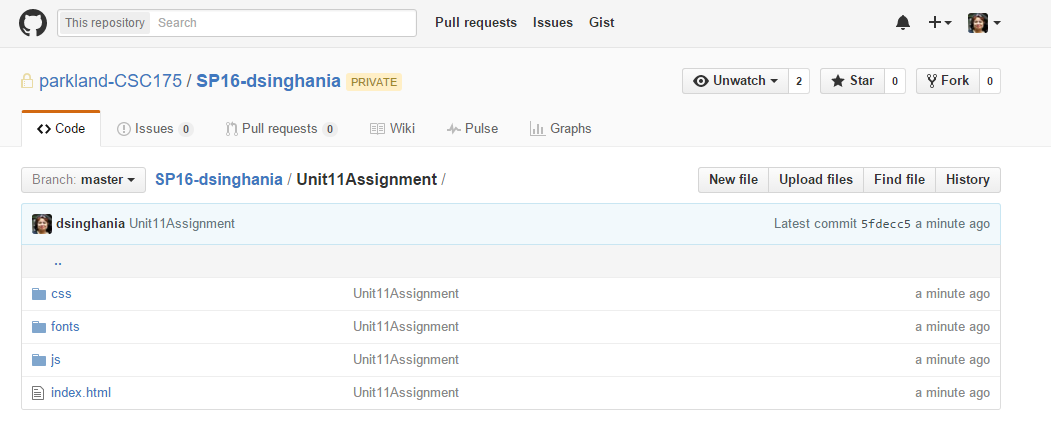 This repository Search Pull requests Issues Gist
parkland-CSC175 / SP16-dsinghania PRIVATE Unwatch 2 Star 0 Fork 0
Code Issues 0 Pull requests 0 Wiki Pulse Graphs
Branch: master SP16-dsinghania / Unit11Assignment / New file Upload files Find file History
dsinghania Unit11Assignment Latest commit 5fdecc5 a minute ago
..
css Unit11Assignment a minute ago
fonts Unit11Assignment a minute ago
js Unit11Assignment a minute ago
index.html Unit11Assignment a minute ago